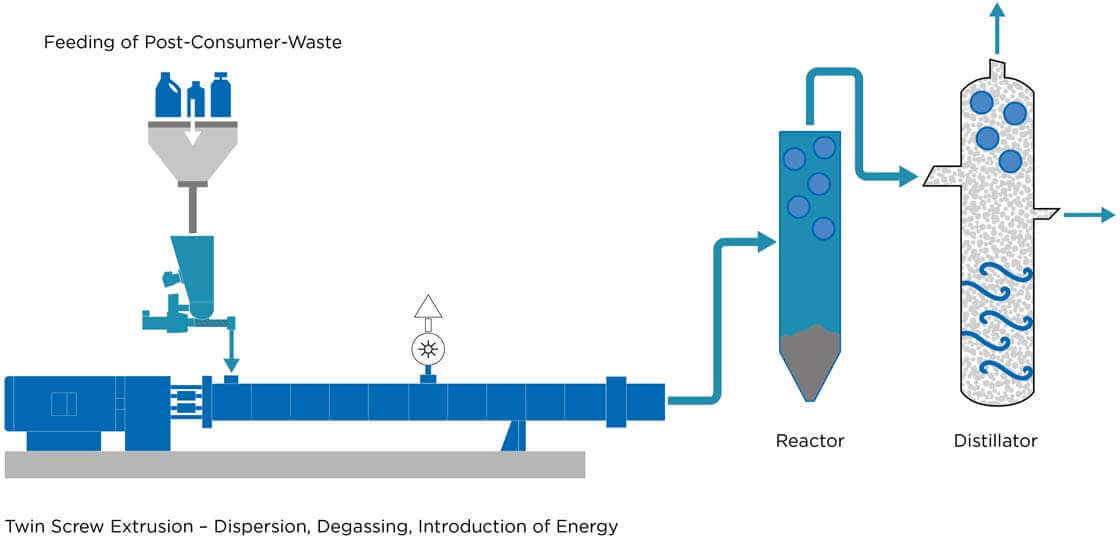 Feeding of Post-Consumer-Waste
Reactor
Distillator
Twin Screw Extrusion – Dispersion, Degassing, Introduction of Energy